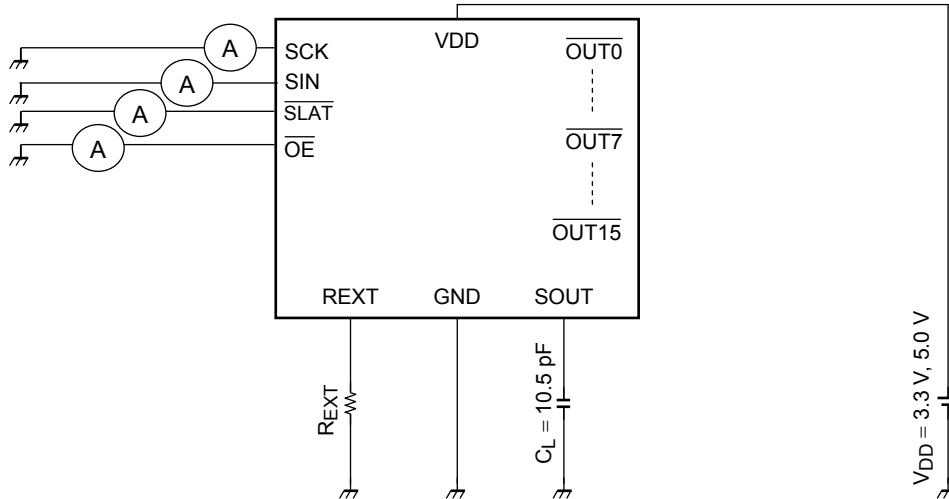 VDD
A
SCK
OUT0
A
SIN
A
SLAT
A
OE
OUT7
OUT15
REXT
GND
SOUT
REXT
CL = 10.5 pF
VDD = 3.3 V, 5.0 V